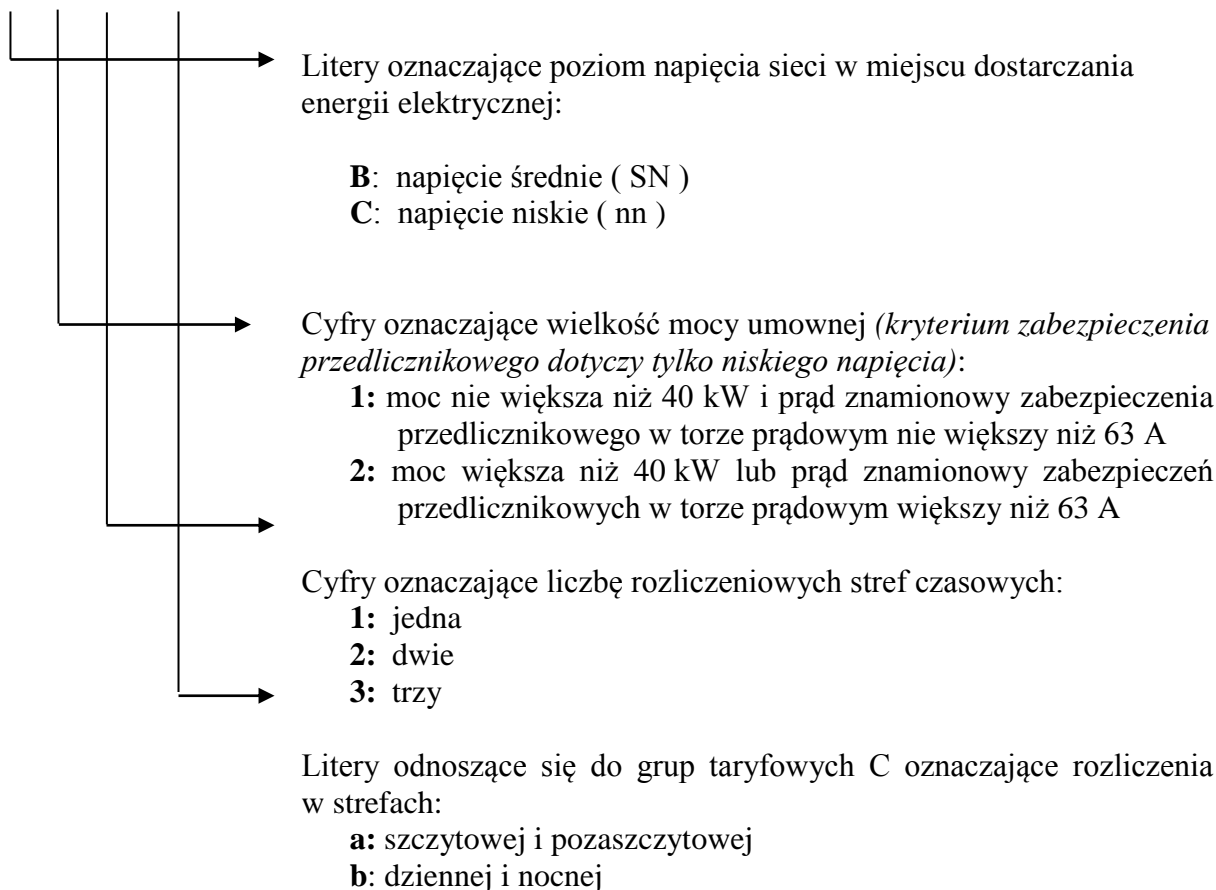 Litery oznaczające poziom napięcia sieci w miejscu dostarczania
energii elektrycznej:
B: napięcie średnie ( SN )
C: napięcie niskie ( nn )
Cyfry oznaczające wielkość mocy umownej (kryterium zabezpieczenia
przedlicznikowego dotyczy tylko niskiego napięcia):
1: moc nie większa niż 40 kW i prąd znamionowy zabezpieczenia
przedlicznikowego w torze prądowym nie większy niż 63 A
2: moc większa niż 40 kW lub prąd znamionowy zabezpieczeń
przedlicznikowych w torze prądowym większy niż 63 A
Cyfry oznaczające liczbę rozliczeniowych stref czasowych:
1: jedna
2: dwie
3: trzy
Litery odnoszące się do grup taryfowych C oznaczające rozliczenia
w strefach:
a: szczytowej i pozaszczytowej
b: dziennej i nocnej